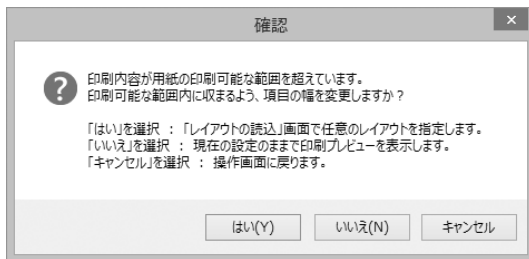 確認
印刷内容が用紙の印刷可能な範囲を超えています。
印刷可能な範囲内に収まるよう、項目の幅を変更しますか？
「はい」を選択 ： 「レイアウトの読込」画面で任意のレイアウトを指定します。
「いいえ」を選択 ： 現在の設定のままで印刷プレビューを表示します。
「キャンセル」を選択 ： 操作画面に戻ります。
はい(Y) いいえ(N) キャンセル